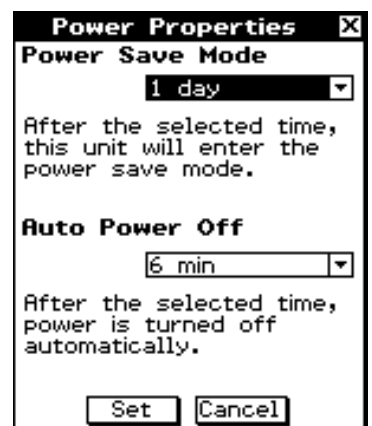 Power Properties X
Power Save Mode
1 day
After the selected time,
this unit will enter the
power save mode.
Auto Power Off
6 min
After the selected time,
power is turned off
automatically.
Set Cancel